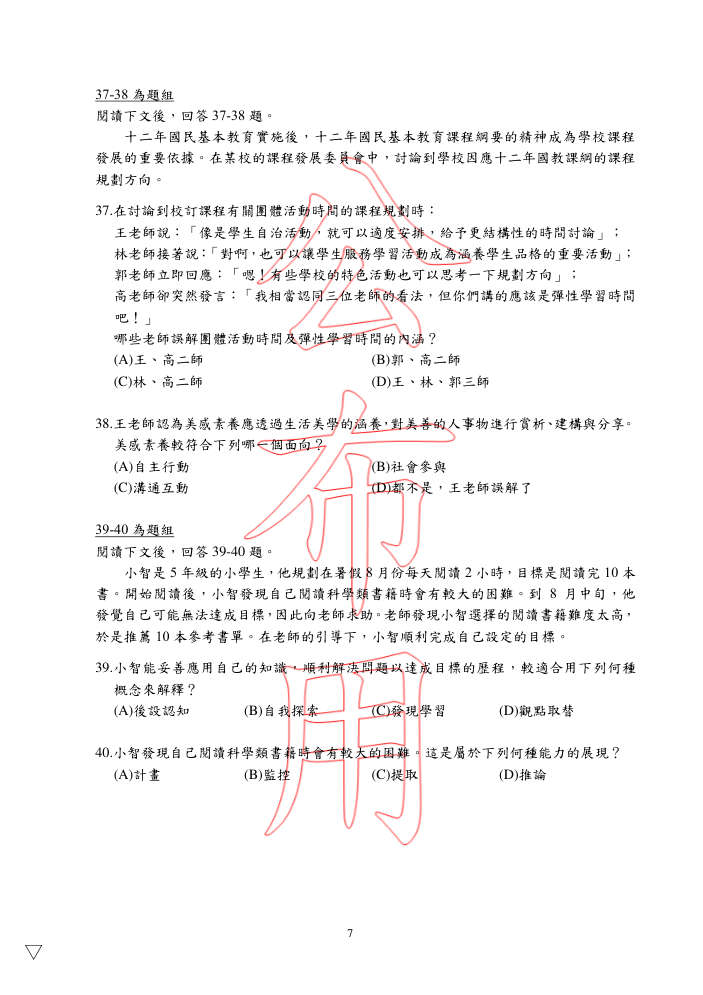 37-38 為題組
閱讀下文後，回答 37-38 題。
十二年國民基本教育實施後，十二年國民基本教育課程綱要的精神成為學校課程
發展的重要依據。在某校的課程發展委員會中，討論到學校因應十二年國教課綱的課程
規劃方向。
37.在討論到校訂課程有關團體活動時間的課程規劃時：
王老師說：「像是學生自治活動，就可以適度安排，給予更結構性的時間討論」；
林老師接著說：「對啊，也可以讓學生服務學習活動成為涵養學生品格的重要活動」；
郭老師立即回應：「嗯！有些學校的特色活動也可以思考一下規劃方向」；
高老師卻突然發言：「我相當認同三位老師的看法，但你們講的應該是彈性學習時間
吧！」
哪些老師誤解團體活動時間及彈性學習時間的內涵？
(A)王、高二師 (B)郭、高二師
(C)林、高二師 (D)王、林、郭三師
38.王老師認為美感素養應透過生活美學的涵養，對美善的人事物進行賞析、建構與分享。
美感素養較符合下列哪一個面向？
(A)自主行動 (B)社會參與
(C)溝通互動 (D)都不是，王老師誤解了
39-40 為題組
閱讀下文後，回答 39-40 題。
小智是 5 年級的小學生，他規劃在暑假 8 月份每天閱讀 2 小時，目標是閱讀完 10 本
書。開始閱讀後，小智發現自己閱讀科學類書籍時會有較大的困難。到 8 月中旬，他
發覺自己可能無法達成目標，因此向老師求助。老師發現小智選擇的閱讀書籍難度太高，
於是推薦 10 本參考書單。在老師的引導下，小智順利完成自己設定的目標。
39.小智能妥善應用自己的知識，順利解決問題以達成目標的歷程，較適合用下列何種
概念來解釋？
(A)後設認知 (B)自我探索 (C)發現學習 (D)觀點取替
40.小智發現自己閱讀科學類書籍時會有較大的困難。這是屬於下列何種能力的展現？
(A)計畫 (B)監控 (C)提取 (D)推論
公布用
7